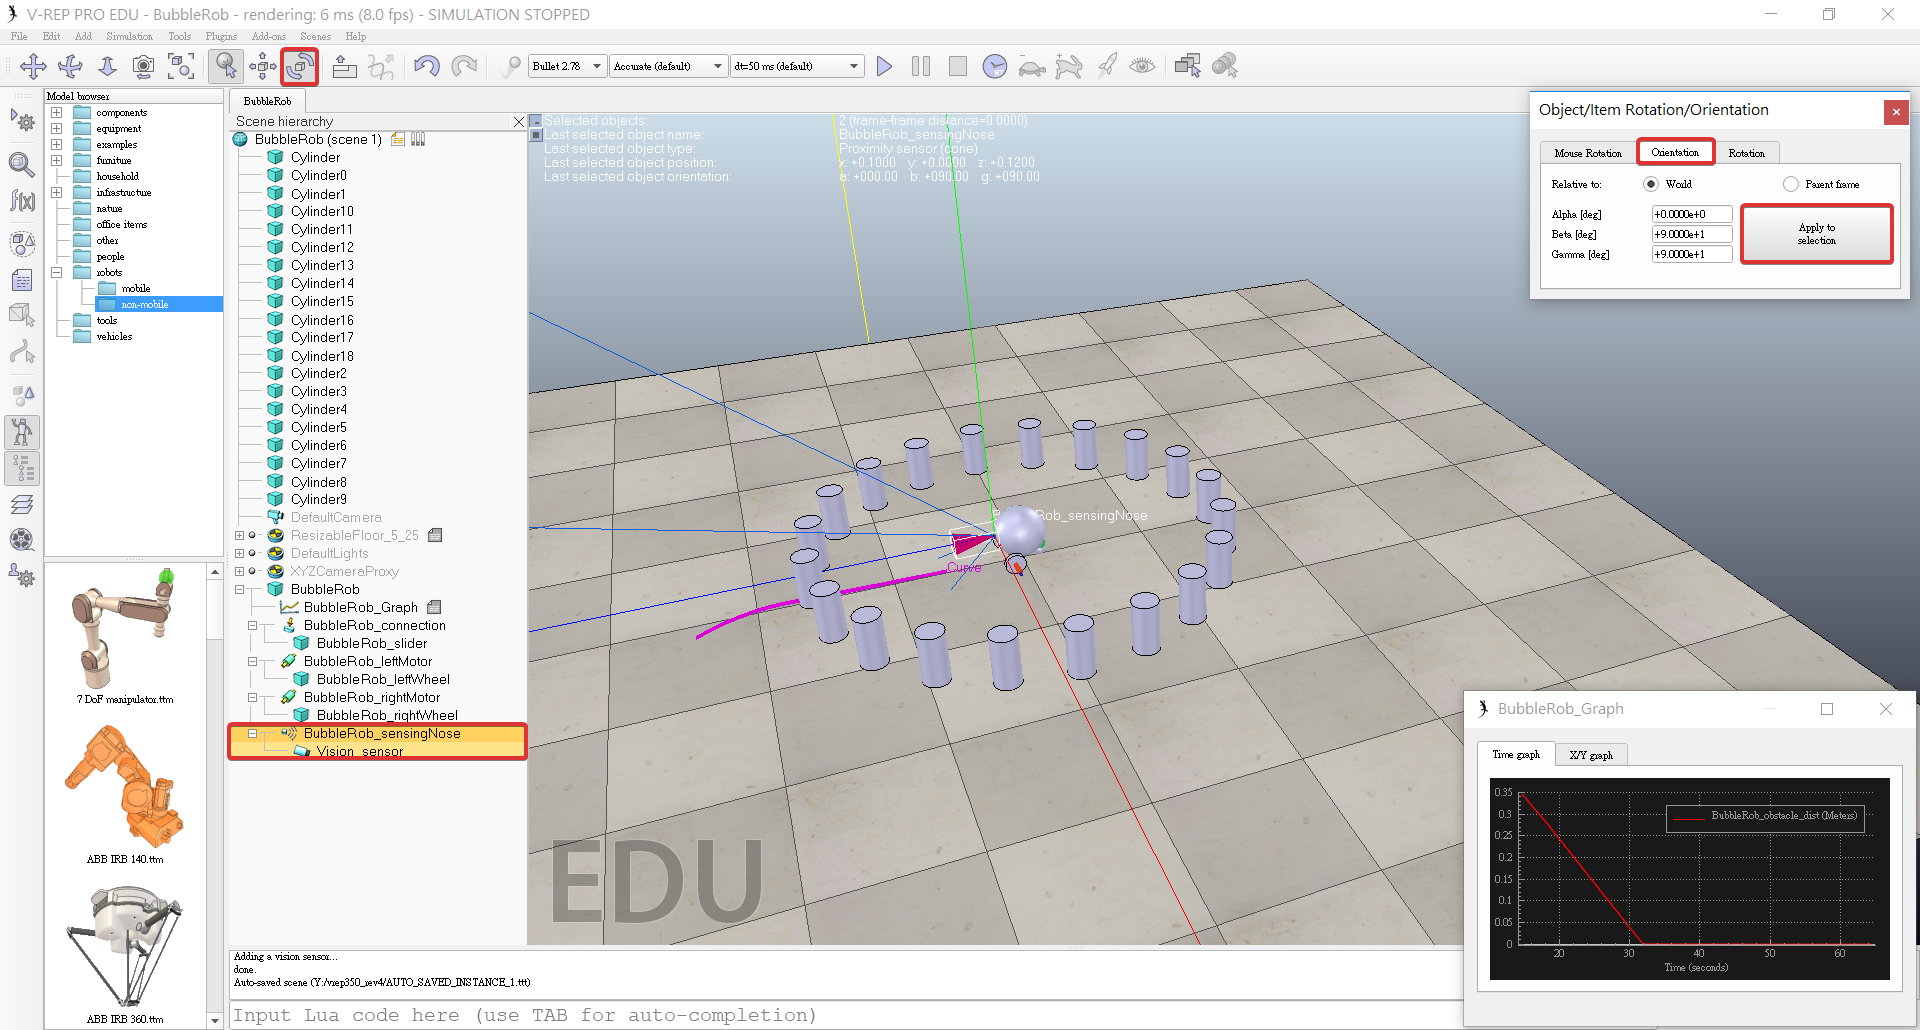 V-REP PRO EDU - BubbleRob - rendering: 6 ms (8.0 fps) - SIMULATION STOPPED
File Edit Add Simulation Tools Plugins Add-ons Scenes Help
Bullet 2.78 Accurate (default) dt=50 ms (default)
RT
Model browser
components
equipment
examples
furniture
household
infrastructure
nature
office items
other
people
robots
mobile
non-mobile
tools
vehicles
f(x)
7 DoF manipulator.ttm
ABB IRB 140.ttm
ABB IRB 360.ttm
BubbleRob
Scene hierarchy
BubbleRob (scene 1)
Cylinder
Cylinder0
Cylinder1
Cylinder10
Cylinder11
Cylinder12
Cylinder13
Cylinder14
Cylinder15
Cylinder16
Cylinder17
Cylinder18
Cylinder2
Cylinder3
Cylinder4
Cylinder5
Cylinder6
Cylinder7
Cylinder8
Cylinder9
DefaultCamera
ResizableFloor_5_25
DefaultLights
XYZCameraProxy
BubbleRob
BubbleRob_Graph
BubbleRob_connection
BubbleRob_slider
BubbleRob_leftMotor
BubbleRob_leftWheel
BubbleRob_rightMotor
BubbleRob_rightWheel
BubbleRob_sensingNose
Vision_sensor
Selected objects: 2 (frame-frame distance=0.0000)
Last selected object name: BubbleRob_sensingNose
Last selected object type: Proximity sensor (cone)
Last selected object position: x: +0.1000 y: +0.0000 z: +0.1200
Last selected object orientation: a: +000.00 b: +090.00 g: +090.00
Rob_sensingNose
Curve
EDU
Object/Item Rotation/Orientation
Mouse Rotation Orientation Rotation
Relative to: World Parent frame
Alpha [deg] +0.0000e+0
Beta [deg] +9.0000e+1
Gamma [deg] +9.0000e+1
Apply to
selection
BubbleRob_Graph
Time graph X/Y graph
BubbleRob_obstacle_dist (Meters)
0.35
0.3
0.25
0.2
0.15
0.1
0.05
0
20 30 40 50 60
Time (seconds)
Adding a vision sensor...
done.
Auto-saved scene (Y:/vrep350_rev4/AUTO_SAVED_INSTANCE_1.ttt)
Input Lua code here (use TAB for auto-completion)